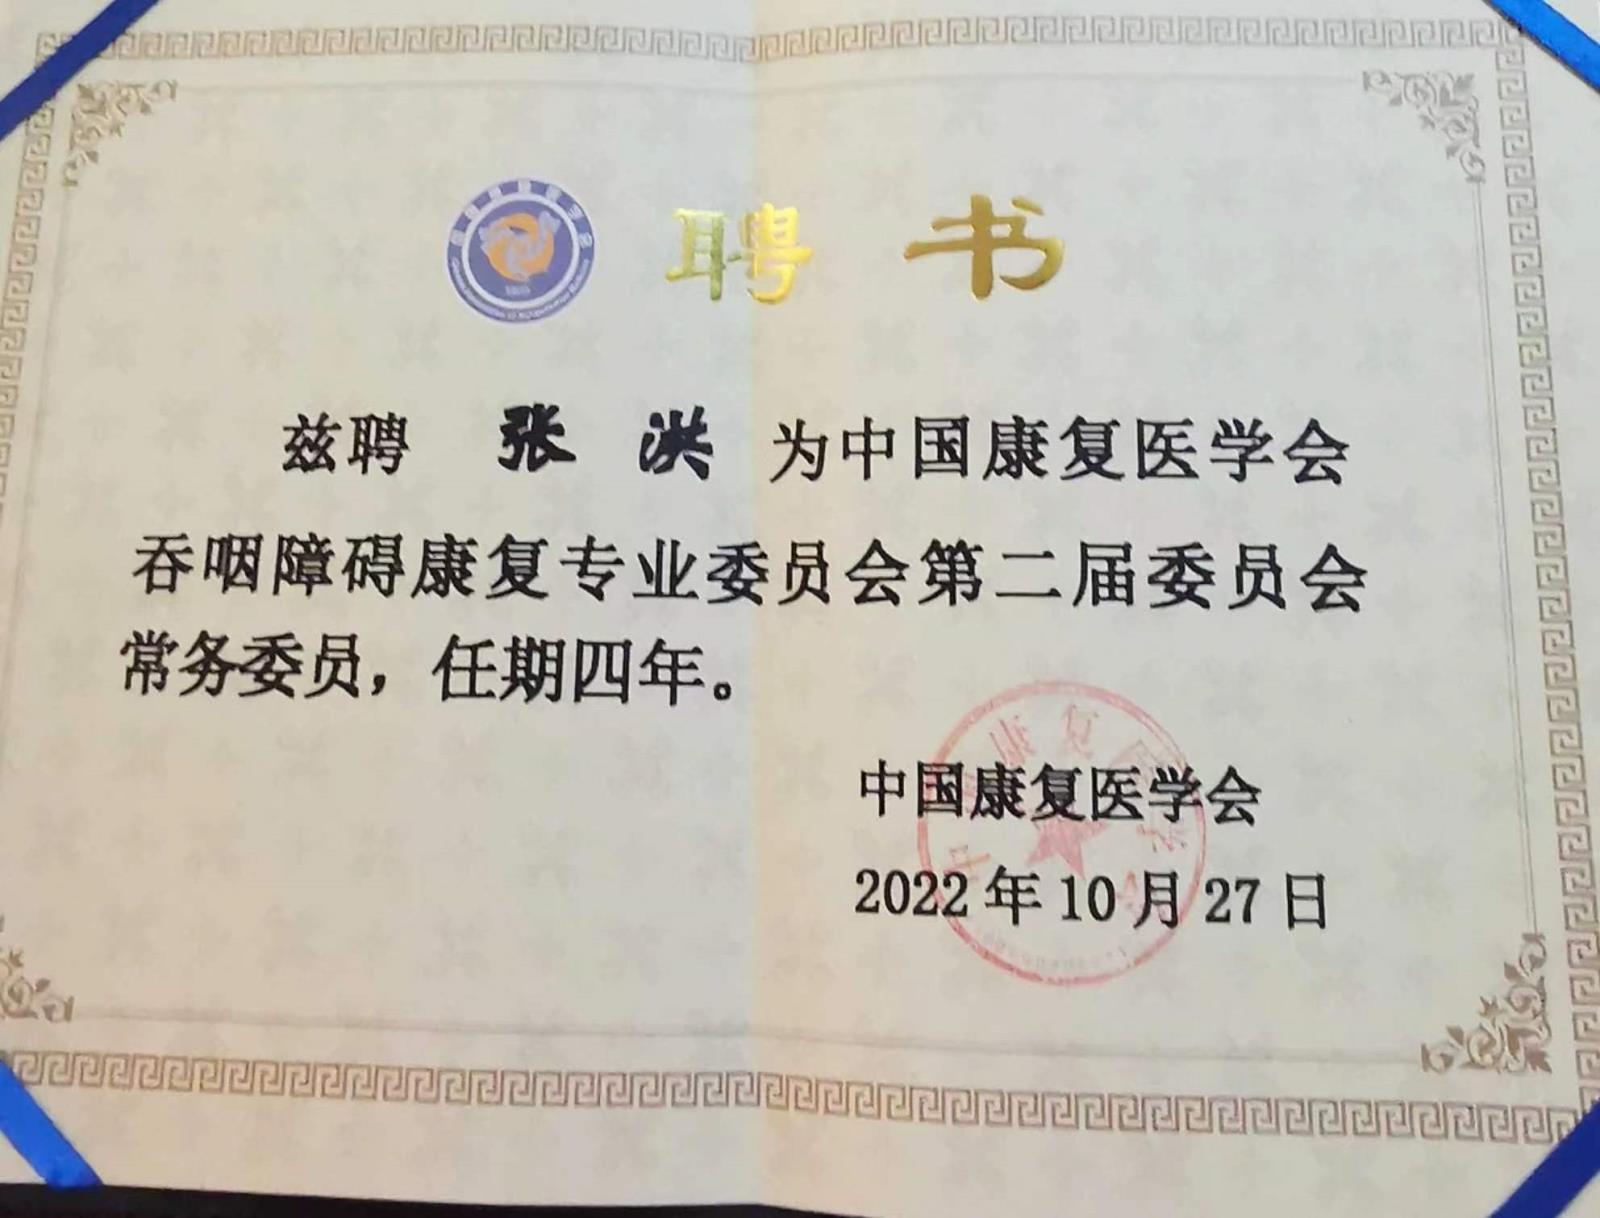 聘书
兹聘 张 洪 为中国康复医学会
吞咽障碍康复专业委员会第二届委员会
常务委员，任期四年。
中国康复医学会
2022年10月27日